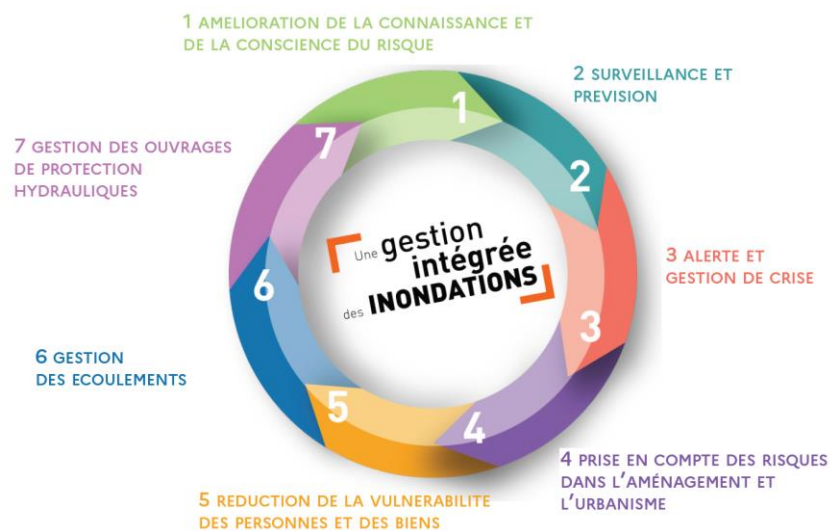 1 AMELIORATION DE LA CONNAISSANCE ET
DE LA CONSCIENCE DU RISQUE
2 SURVEILLANCE ET
PREVISION
3 ALERTE ET
GESTION DE CRISE
4 PRISE EN COMPTE DES RISQUES
DANS L'AMÉNAGEMENT ET
L'URBANISME
5 REDUCTION DE LA VULNERABILITE
DES PERSONNES ET DES BIENS
6 GESTION
DES ECOULEMENTS
7 GESTION DES OUVRAGES
DE PROTECTION
HYDRAULIQUES
1
2
3
4
5
6
7
Une gestion
intégrée
des INONDATIONS